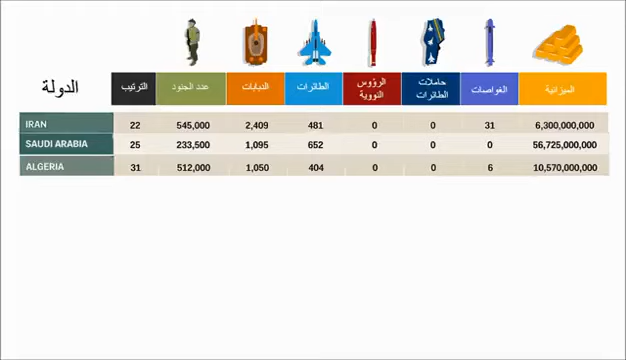 الدولة الترتيب عدد الجنود الدبابات الطائرات الرؤوس النووية حاملات الطائرات الغواصات الميزانية
IRAN 22 545,000 2,409 481 0 0 31 6,300,000,000
SAUDI ARABIA 25 233,500 1,095 652 0 0 0 56,725,000,000
ALGERIA 31 512,000 1,050 404 0 0 6 10,570,000,000